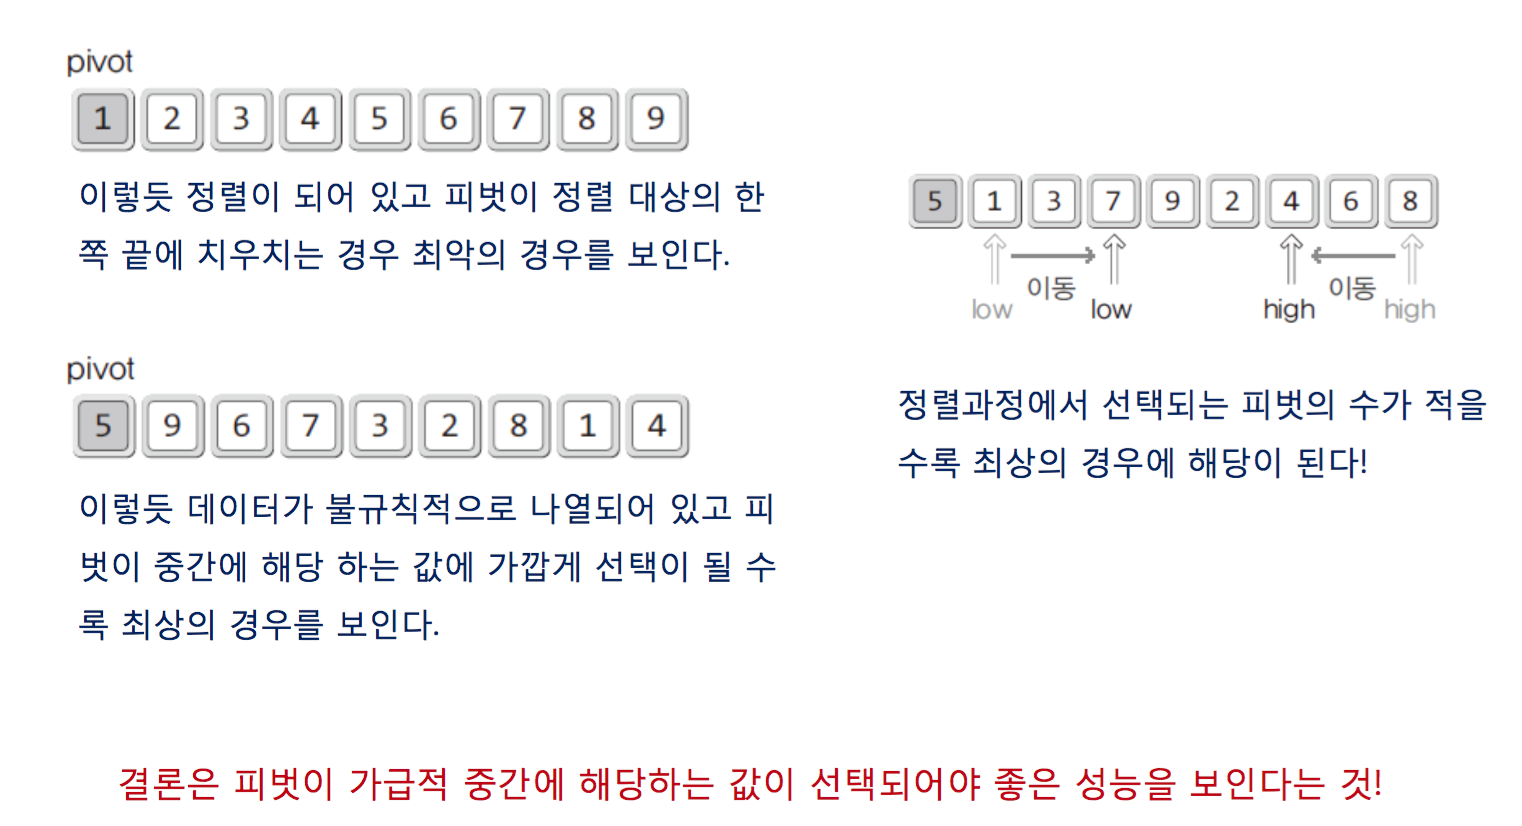 pivot
1 2 3 4 5 6 7 8 9
이렇듯 정렬이 되어 있고 피벗이 정렬 대상의 한
쪽 끝에 치우치는 경우 최악의 경우를 보인다.
pivot
5 9 6 7 3 2 8 1 4
이렇듯 데이터가 불규칙적으로 나열되어 있고 피
벗이 중간에 해당 하는 값에 가깝게 선택이 될 수
록 최상의 경우를 보인다.
5 1 3 7 9 2 4 6 8
이동 이동
low low high high
정렬과정에서 선택되는 피벗의 수가 적을
수록 최상의 경우에 해당이 된다!
결론은 피벗이 가급적 중간에 해당하는 값이 선택되어야 좋은 성능을 보인다는 것!